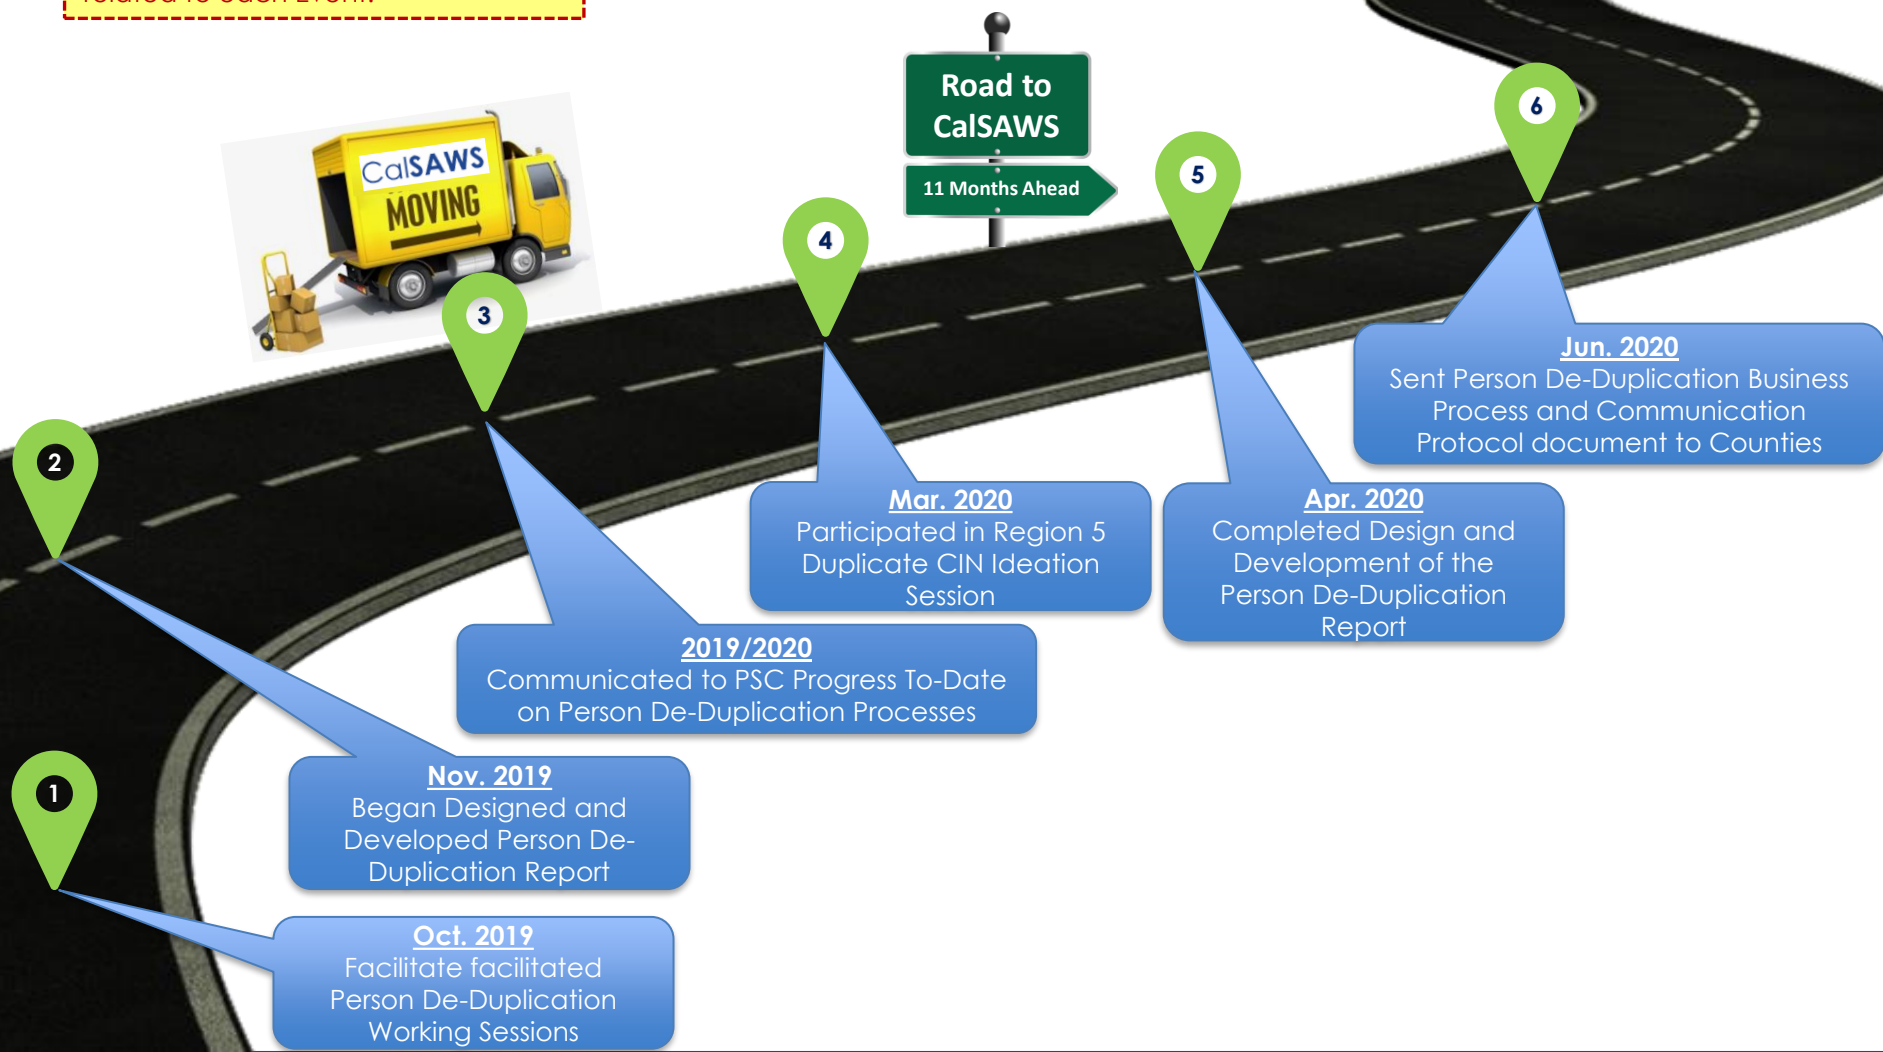 related to each Event.
Road to
CalSAWS
11 Months Ahead
CalSAWS
MOVING
6
5
4
3
2
1
Jun. 2020
Sent Person De-Duplication Business
Process and Communication
Protocol document to Counties
Mar. 2020
Participated in Region 5
Duplicate CIN Ideation
Session
Apr. 2020
Completed Design and
Development of the
Person De-Duplication
Report
2019/2020
Communicated to PSC Progress To-Date
on Person De-Duplication Processes
Nov. 2019
Began Designed and
Developed Person De-
Duplication Report
Oct. 2019
Facilitate facilitated
Person De-Duplication
Working Sessions